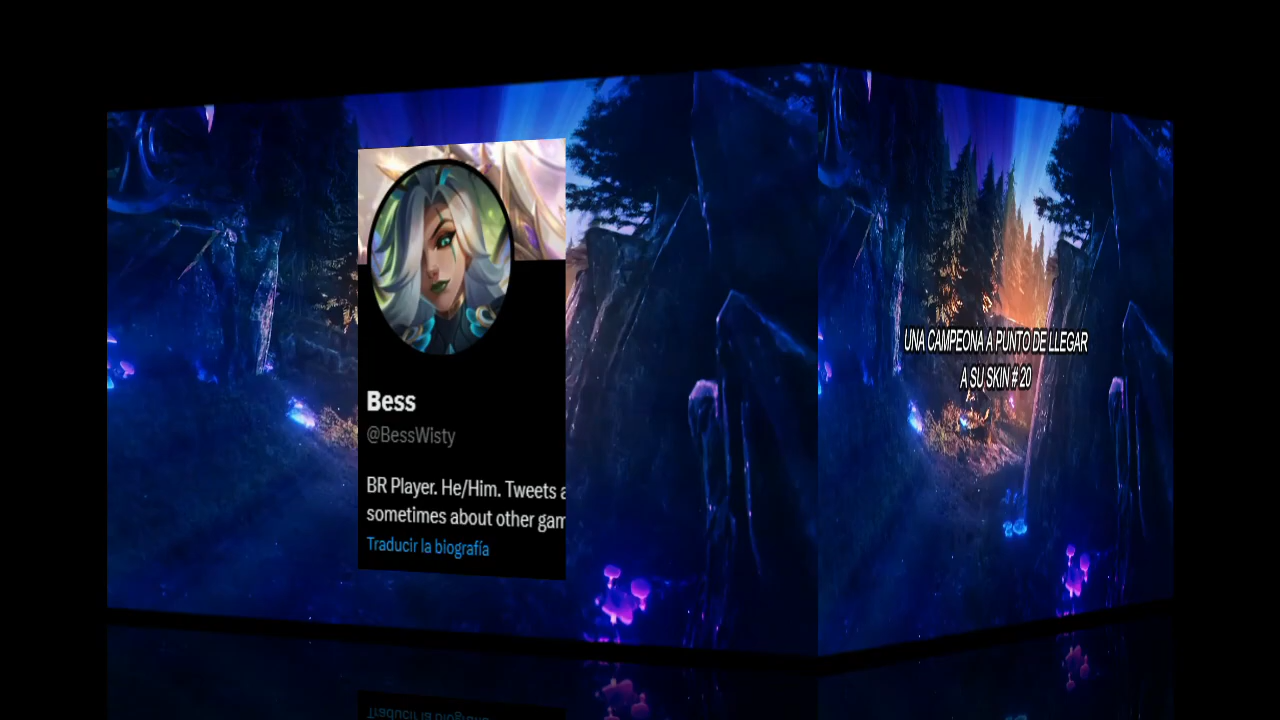 Bess
@BessWisty
BR Player. He/Him. Tweets
sometimes about other
Traducir la biografía
UNA CAMPEONA A PUNTO DE LLEGAR
A SU SKIN # 20